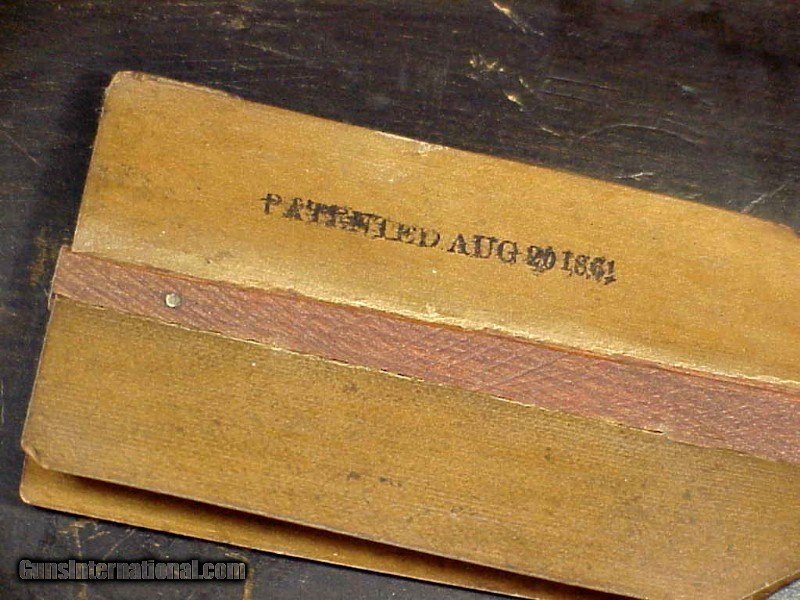 PATENTED AUG 20 1861
GunsInternational.com